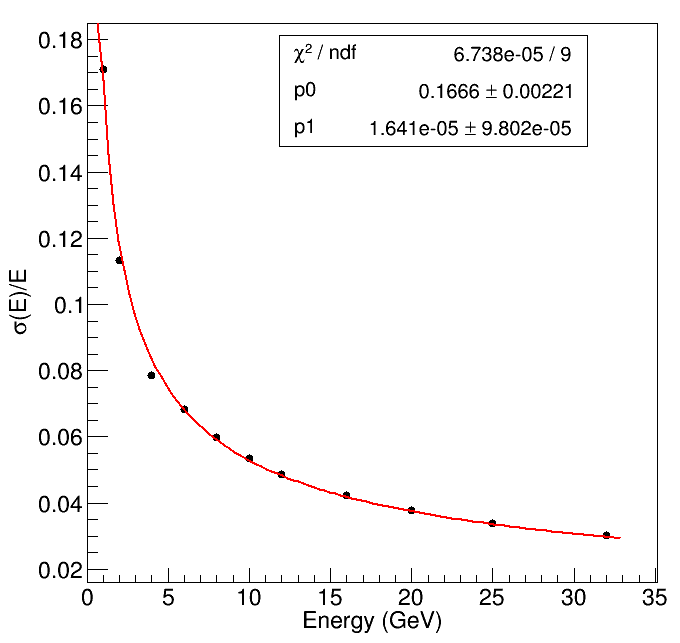 χ² / ndf 6.738e-05 / 9
p0 0.1666 ± 0.00221
p1 1.641e-05 ± 9.802e-05
σ(E)/E
0.18
0.16
0.14
0.12
0.1
0.08
0.06
0.04
0.02
0 5 10 15 20 25 30 35
Energy (GeV)